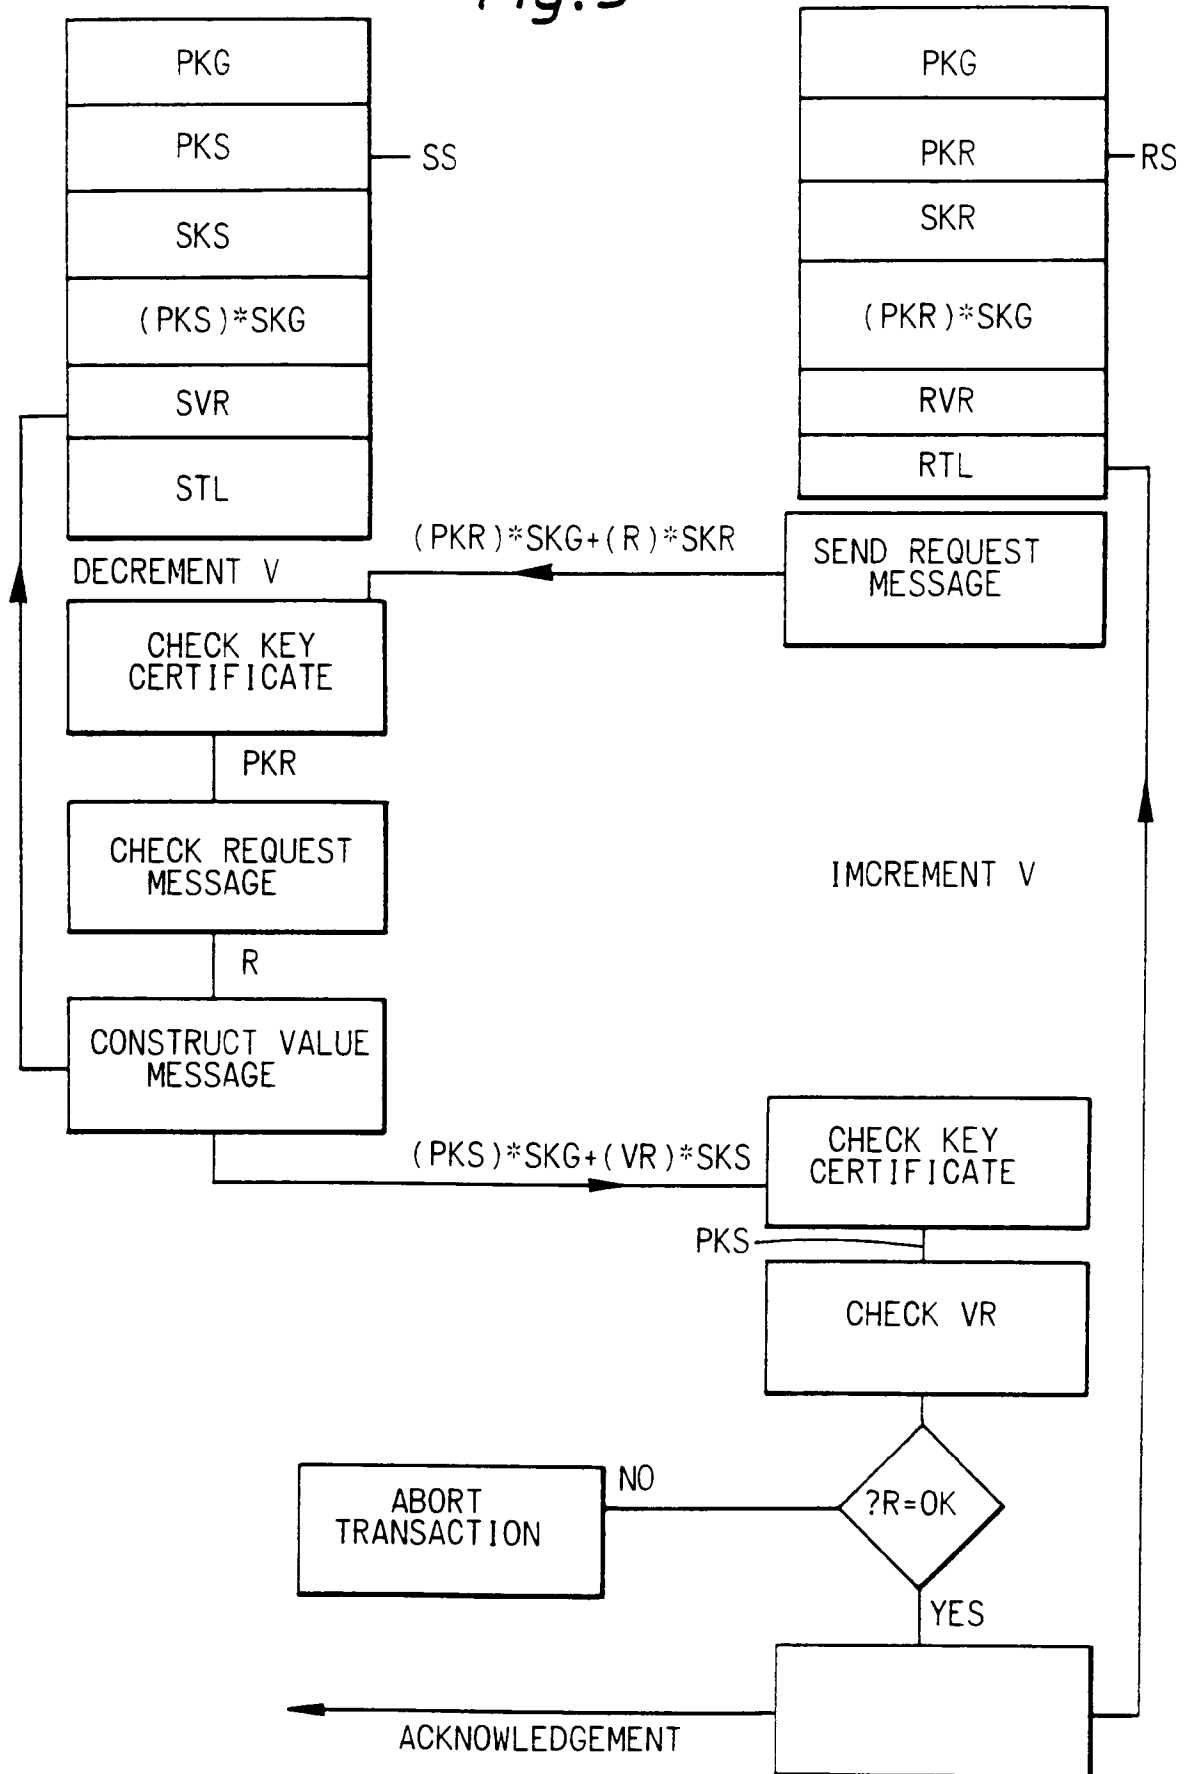 Fig.5
PKG
PKS
SS
SKS
(PKS)*SKG
SVR
STL
PKG
PKR
RS
SKR
(PKR)*SKG
RVR
RTL
DECREMENT V
(PKR)*SKG+(R)*SKR
SEND REQUEST
MESSAGE
CHECK KEY
CERTIFICATE
PKR
CHECK REQUEST
MESSAGE
R
IMCREMENT V
CONSTRUCT VALUE
MESSAGE
(PKS)*SKG+(VR)*SKS
CHECK KEY
CERTIFICATE
PKS
CHECK VR
?R=OK
NO
ABORT
TRANSACTION
YES
ACKNOWLEDGEMENT